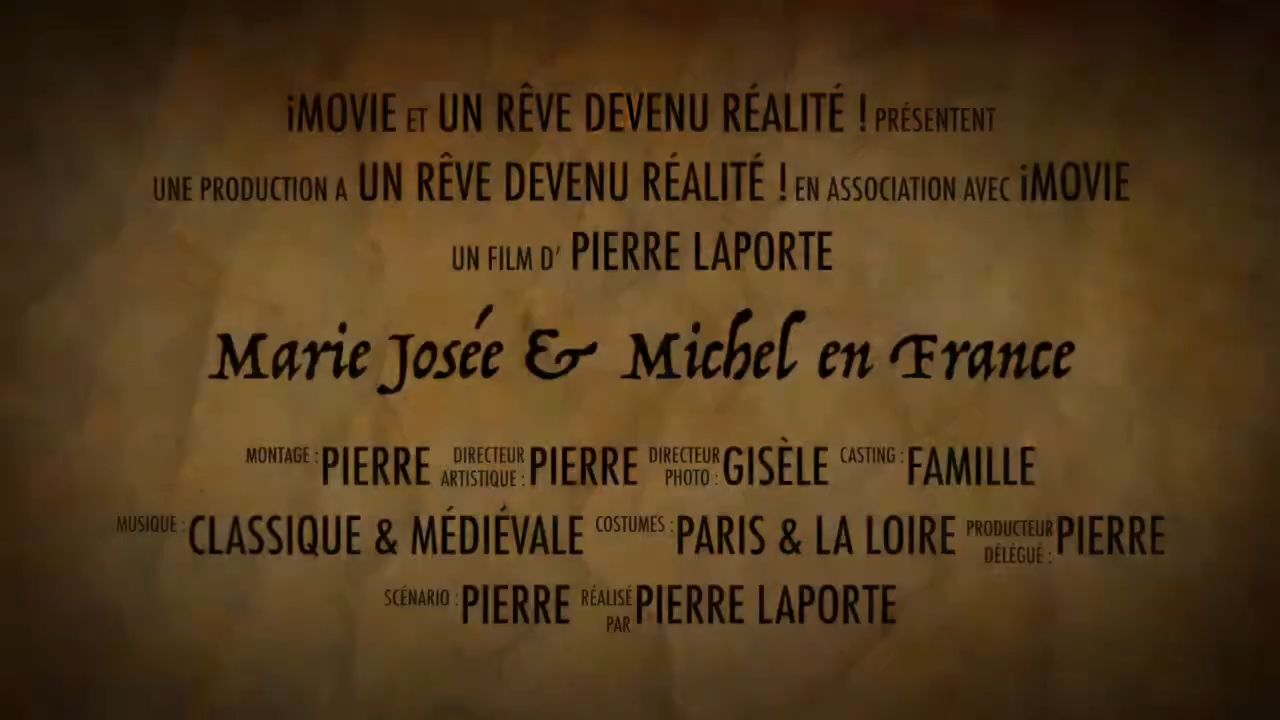 iMOVIE ET UN RÊVE DEVENU RÉALITÉ ! PRÉSENTENT
UNE PRODUCTION A UN RÊVE DEVENU RÉALITÉ ! EN ASSOCIATION AVEC iMOVIE
UN FILM D' PIERRE LAPORTE
Marie Josée & Michel en France
MONTAGE : PIERRE DIRECTEUR ARTISTIQUE : PIERRE DIRECTEUR PHOTO : GISÈLE CASTING : FAMILLE
MUSIQUE : CLASSIQUE & MÉDIÉVALE COSTUMES : PARIS & LA LOIRE PRODUCTEUR DÉLÉGUÉ : PIERRE
SCÉNARIO : PIERRE RÉALISÉ PAR PIERRE LAPORTE